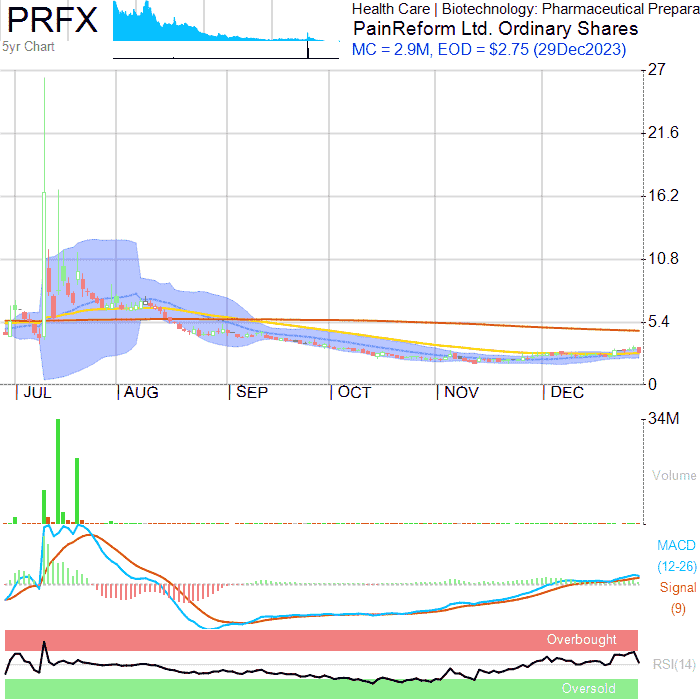 PRFX
5yr Chart
Health Care | Biotechnology: Pharmaceutical Prepara
PainReform Ltd. Ordinary Shares
MC = 2.9M, EOD = $2.75 (29Dec2023)
27
21.6
16.2
10.8
5.4
0
JUL AUG SEP OCT NOV DEC
34M
Volume
MACD
(12-26)
Signal
(9)
Overbought
RSI(14)
Oversold